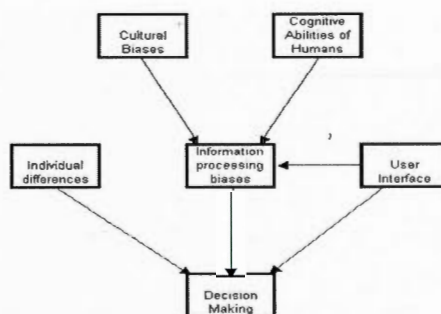 Cultural
Biases
Cognitive
Abilities of
Humans
Individual
differences
Information
processing
biases
User
Interface
Decision
Making